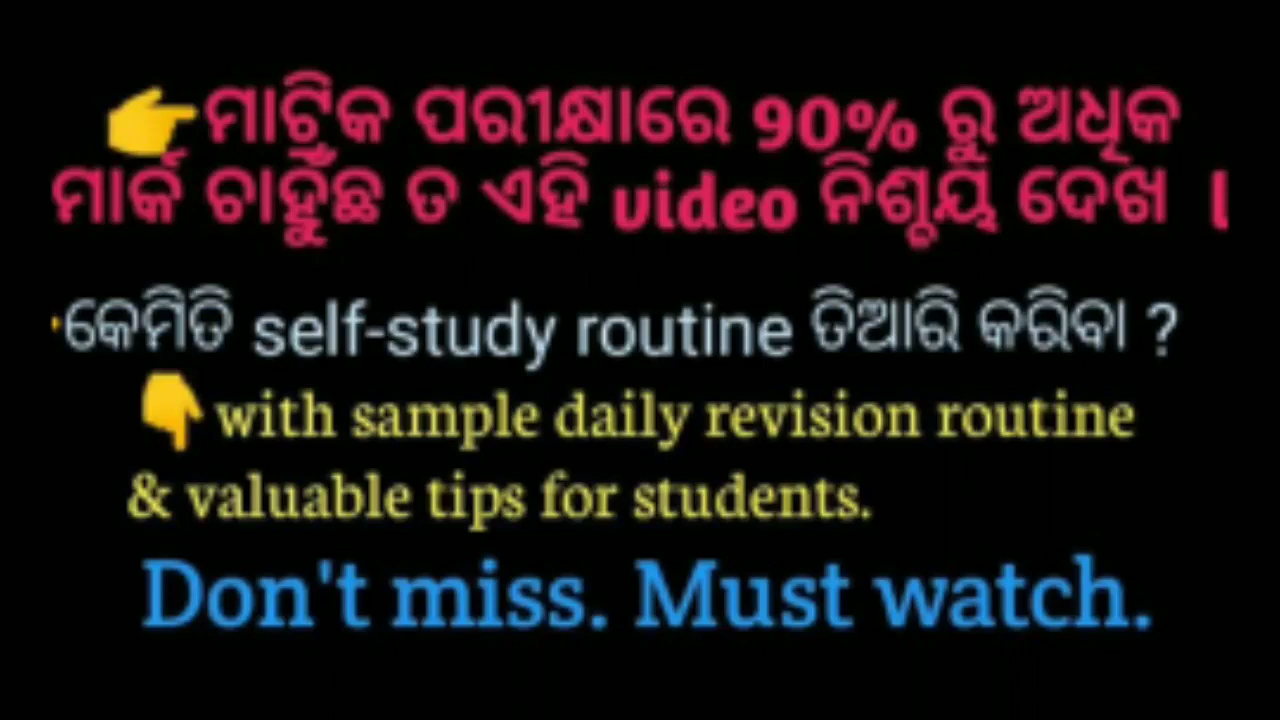 👉ମାଟ୍ରିକ ପରୀକ୍ଷାରେ 90% ରୁ ଅଧିକ
ମାର୍କ ଚାହୁଁଛ ତ ଏହି video ନିଶ୍ଚୟ ଦେଖ ।
କେମିତି self-study routine ତିଆରି କରିବା ?
👇with sample daily revision routine
& valuable tips for students.
Don't miss. Must watch.